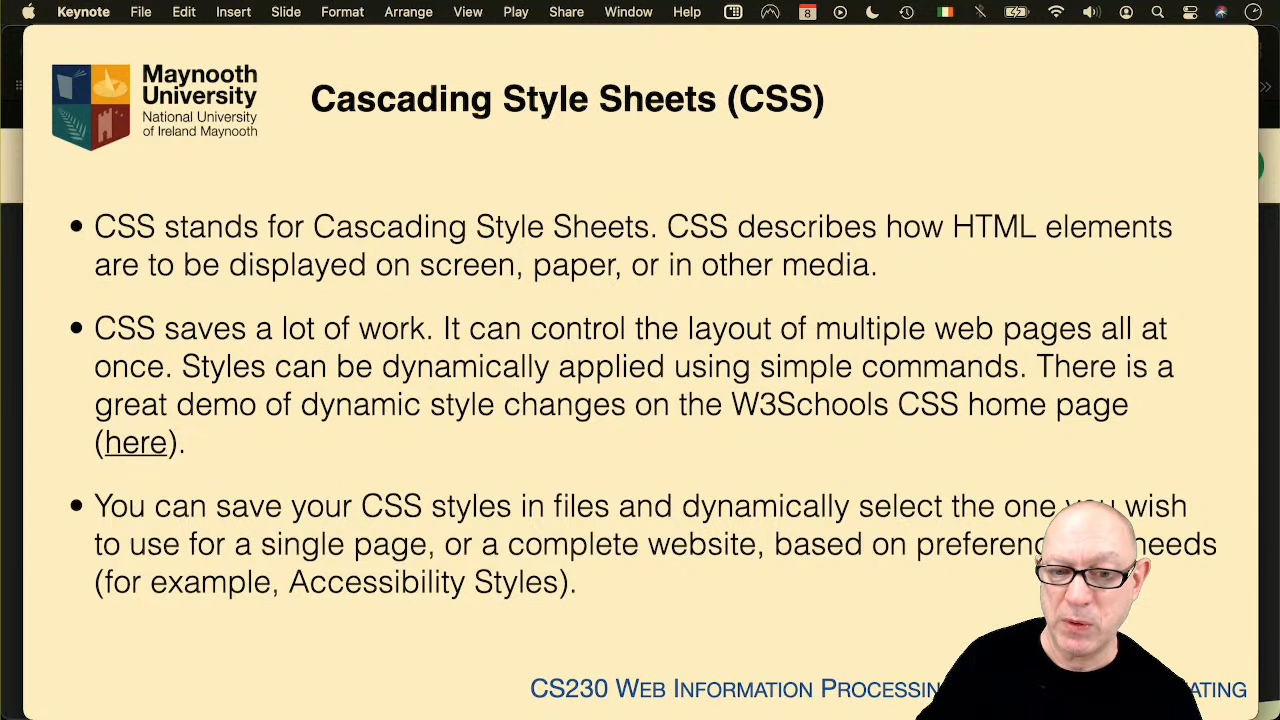 Keynote File Edit Insert Slide Format Arrange View Play Share Window Help 8
Maynooth
University
National University
of Ireland Maynooth
Cascading Style Sheets (CSS)
• CSS stands for Cascading Style Sheets. CSS describes how HTML elements
are to be displayed on screen, paper, or in other media.
• CSS saves a lot of work. It can control the layout of multiple web pages all at
once. Styles can be dynamically applied using simple commands. There is a
great demo of dynamic style changes on the W3Schools CSS home page
(here).
• You can save your CSS styles in files and dynamically select the one you wish
to use for a single page, or a complete website, based on needs
(for example, Accessibility Styles).
CS230 WEB INFORMATION